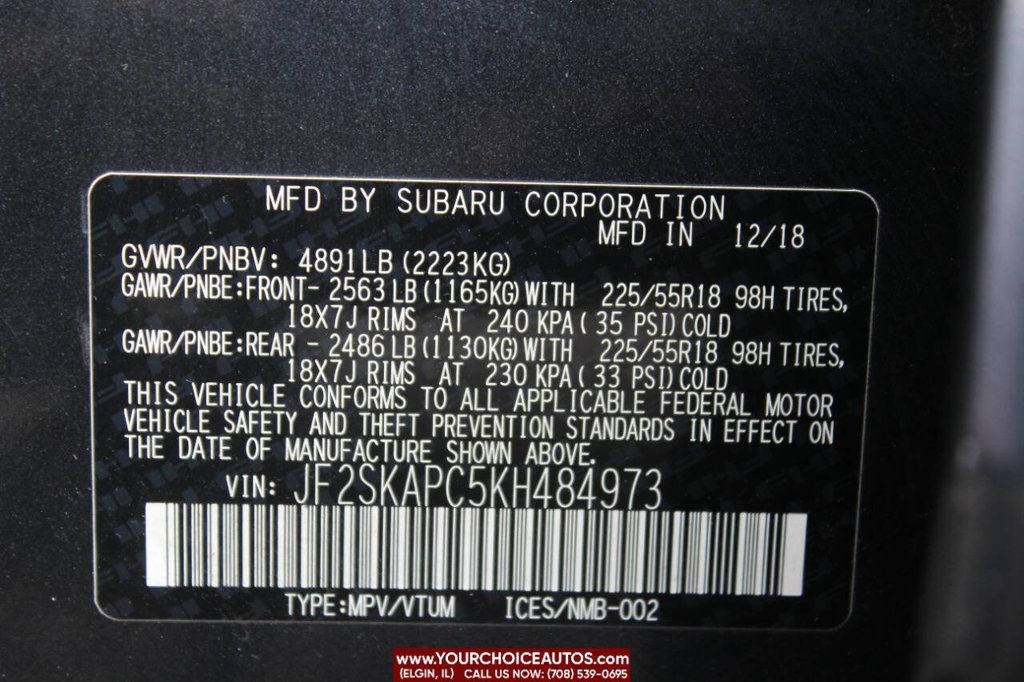 MFD BY SUBARU CORPORATION
MFD IN 12/18
GVWR/PNBV: 4891LB (2223KG)
GAWR/PNBE:FRONT- 2563 LB (1165KG) WITH 225/55R18 98H TIRES,
18X7J RIMS AT 240 KPA ( 35 PSI) COLD
GAWR/PNBE:REAR - 2486 LB (1130KG) WITH 225/55R18 98H TIRES,
18X7J RIMS AT 230 KPA ( 33 PSI) COLD
THIS VEHICLE CONFORMS TO ALL APPLICABLE FEDERAL MOTOR
VEHICLE SAFETY AND THEFT PREVENTION STANDARDS IN EFFECT ON
THE DATE OF MANUFACTURE SHOWN ABOVE.
VIN: JF2SKAPC5KH484973
TYPE:MPV/VTUM ICES/NMB-002
WWW.YOURCHOICEAUTOS.COM
(ELGIN, IL) CALL US NOW: (708) 539-0695